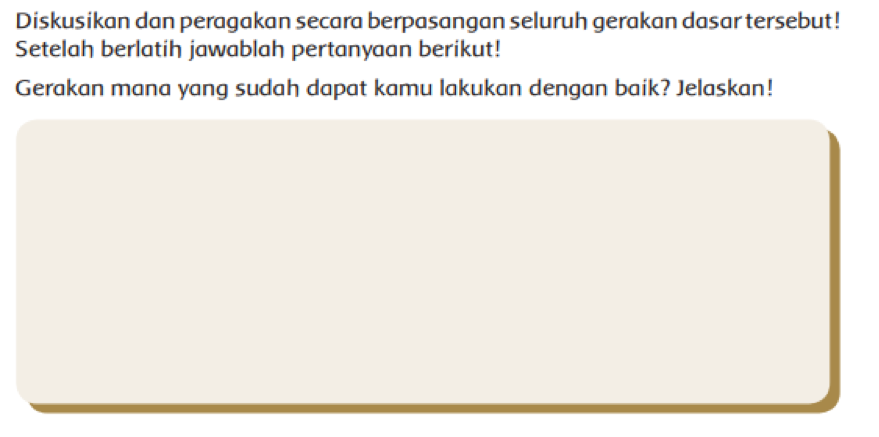 Diskusikan dan peragakan secara berpasangan seluruh gerakan dasar tersebut!
Setelah berlatih jawablah pertanyaan berikut!
Gerakan mana yang sudah dapat kamu lakukan dengan baik? Jelaskan!